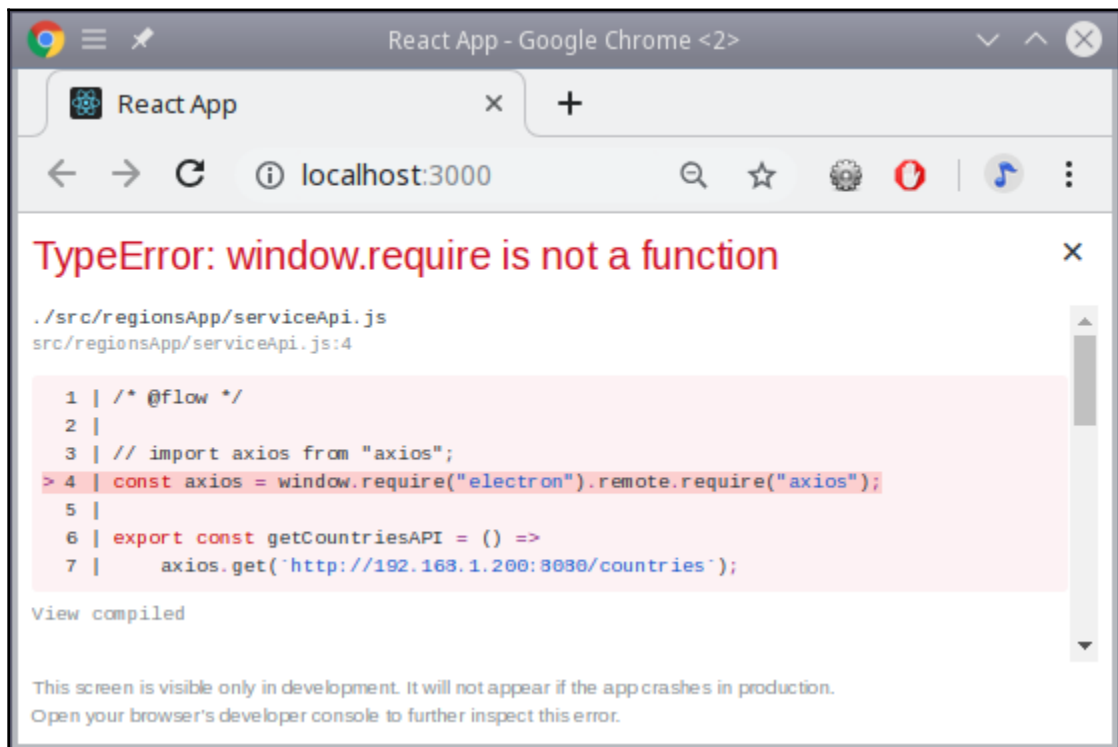 React App - Google Chrome <2>
React App
localhost:3000
TypeError: window.require is not a function
./src/regionsApp/serviceApi.js
src/regionsApp/serviceApi.js:4
1 | /* @flow */
2 |
3 | // import axios from "axios";
> 4 | const axios = window.require("electron").remote.require("axios");
5 |
6 | export const getCountriesAPI = () =>
7 |     axios.get(`http://192.168.1.200:8080/countries`);
View compiled
This screen is visible only in development. It will not appear if the app crashes in production.
Open your browser's developer console to further inspect this error.